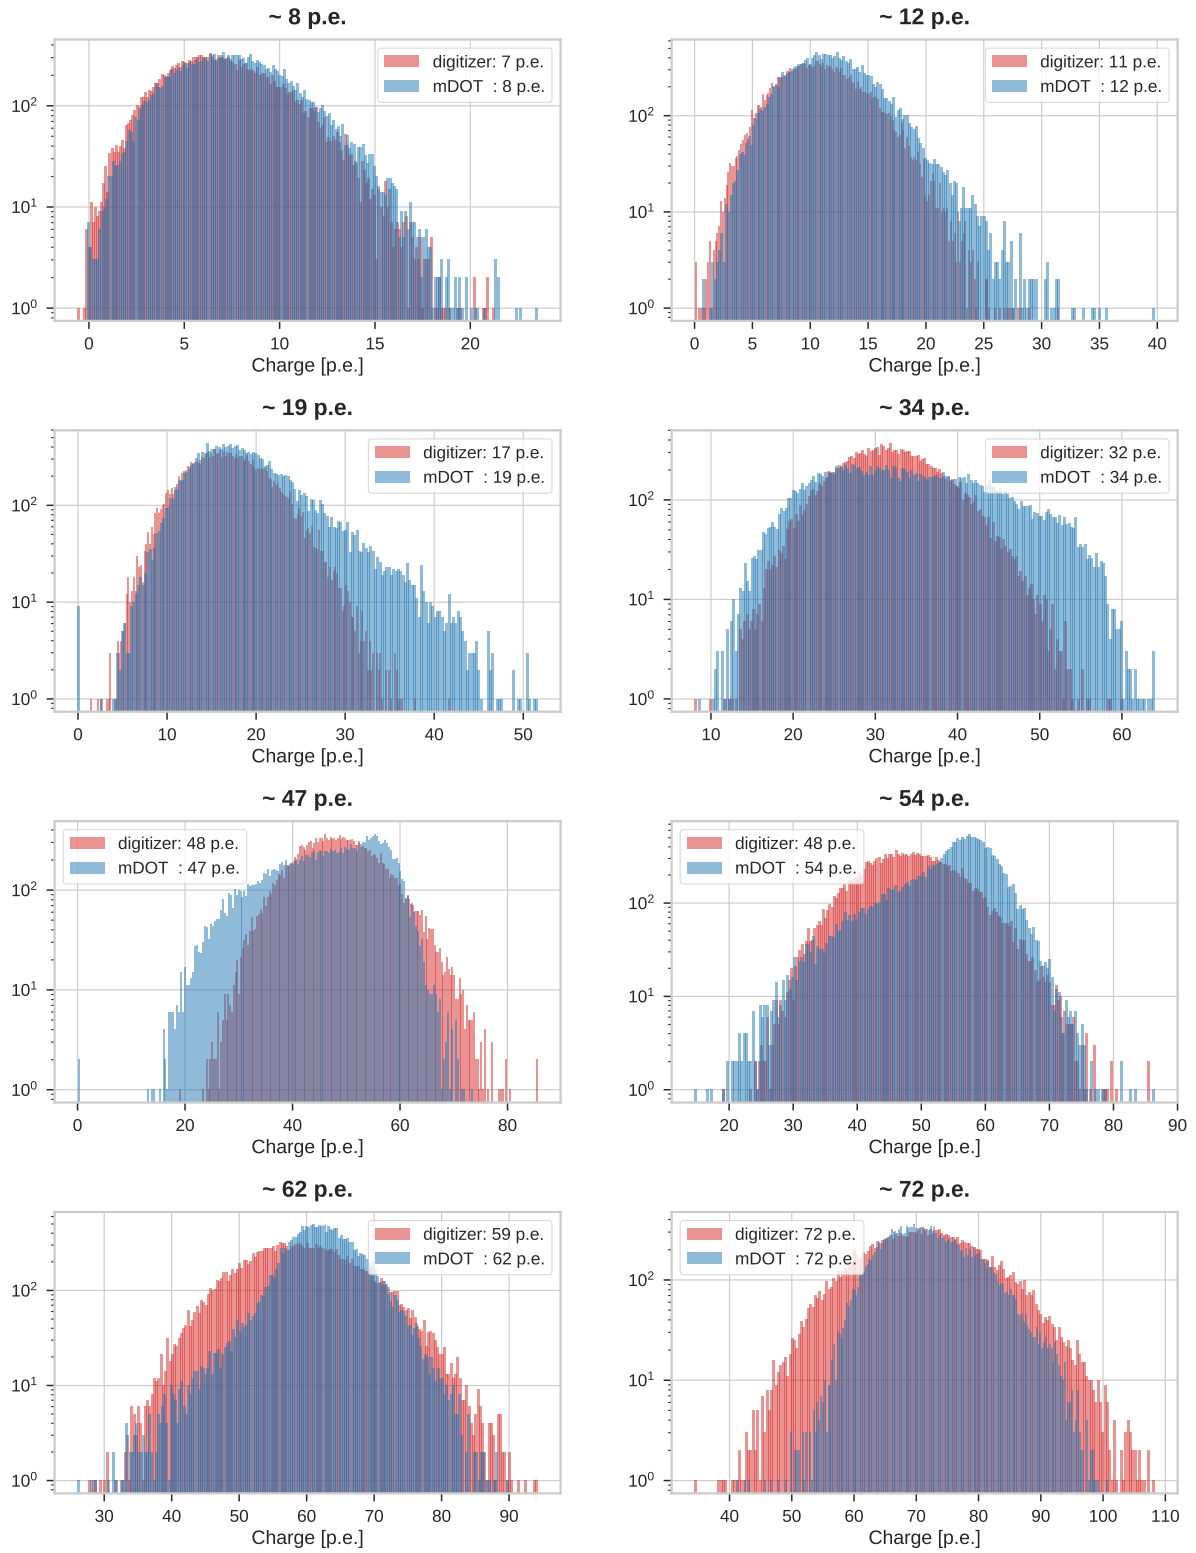 ~ 8 p.e.
digitizer: 7 p.e.
mDOT : 8 p.e.
10²
10¹
10⁰
0 5 10 15 20
Charge [p.e.]
~ 12 p.e.
digitizer: 11 p.e.
mDOT : 12 p.e.
10²
10¹
10⁰
0 5 10 15 20 25 30 35 40
Charge [p.e.]
~ 19 p.e.
digitizer: 17 p.e.
mDOT : 19 p.e.
10²
10¹
10⁰
0 10 20 30 40 50
Charge [p.e.]
~ 34 p.e.
digitizer: 32 p.e.
mDOT : 34 p.e.
10²
10¹
10⁰
10 20 30 40 50 60
Charge [p.e.]
~ 47 p.e.
digitizer: 48 p.e.
mDOT : 47 p.e.
10²
10¹
10⁰
0 20 40 60 80
Charge [p.e.]
~ 54 p.e.
digitizer: 48 p.e.
mDOT : 54 p.e.
10²
10¹
10⁰
20 30 40 50 60 70 80 90
Charge [p.e.]
~ 62 p.e.
digitizer: 59 p.e.
mDOT : 62 p.e.
10²
10¹
10⁰
30 40 50 60 70 80 90
Charge [p.e.]
~ 72 p.e.
digitizer: 72 p.e.
mDOT : 72 p.e.
10²
10¹
10⁰
40 50 60 70 80 90 100 110
Charge [p.e.]